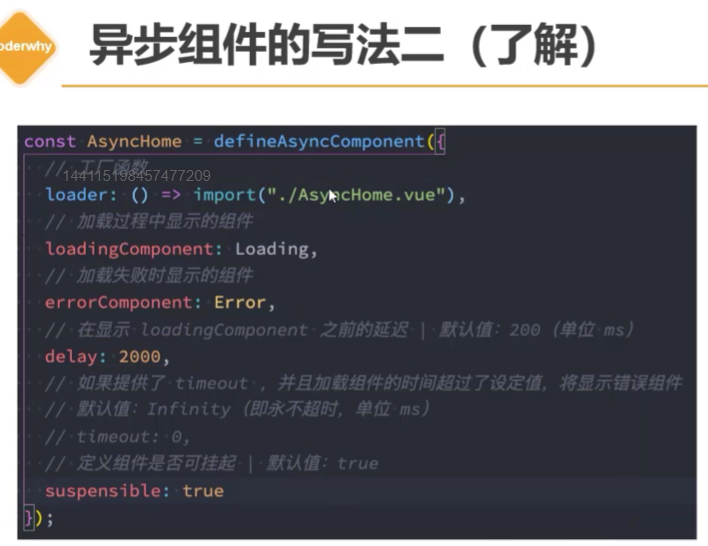 oderwhy
异步组件的写法二（了解）
const AsyncHome = defineAsyncComponent({
// 工厂函数
144115198457477209
loader: () => import("./AsyncHome.vue"),
// 加载过程中显示的组件
loadingComponent: Loading,
// 加载失败时显示的组件
errorComponent: Error,
// 在显示 loadingComponent 之前的延迟 | 默认值：200（单位 ms）
delay: 2000,
// 如果提供了 timeout ，并且加载组件的时间超过了设定值，将显示错误组件
// 默认值：Infinity（即永不超时，单位 ms）
// timeout: 0,
// 定义组件是否可挂起 | 默认值：true
suspensible: true
});